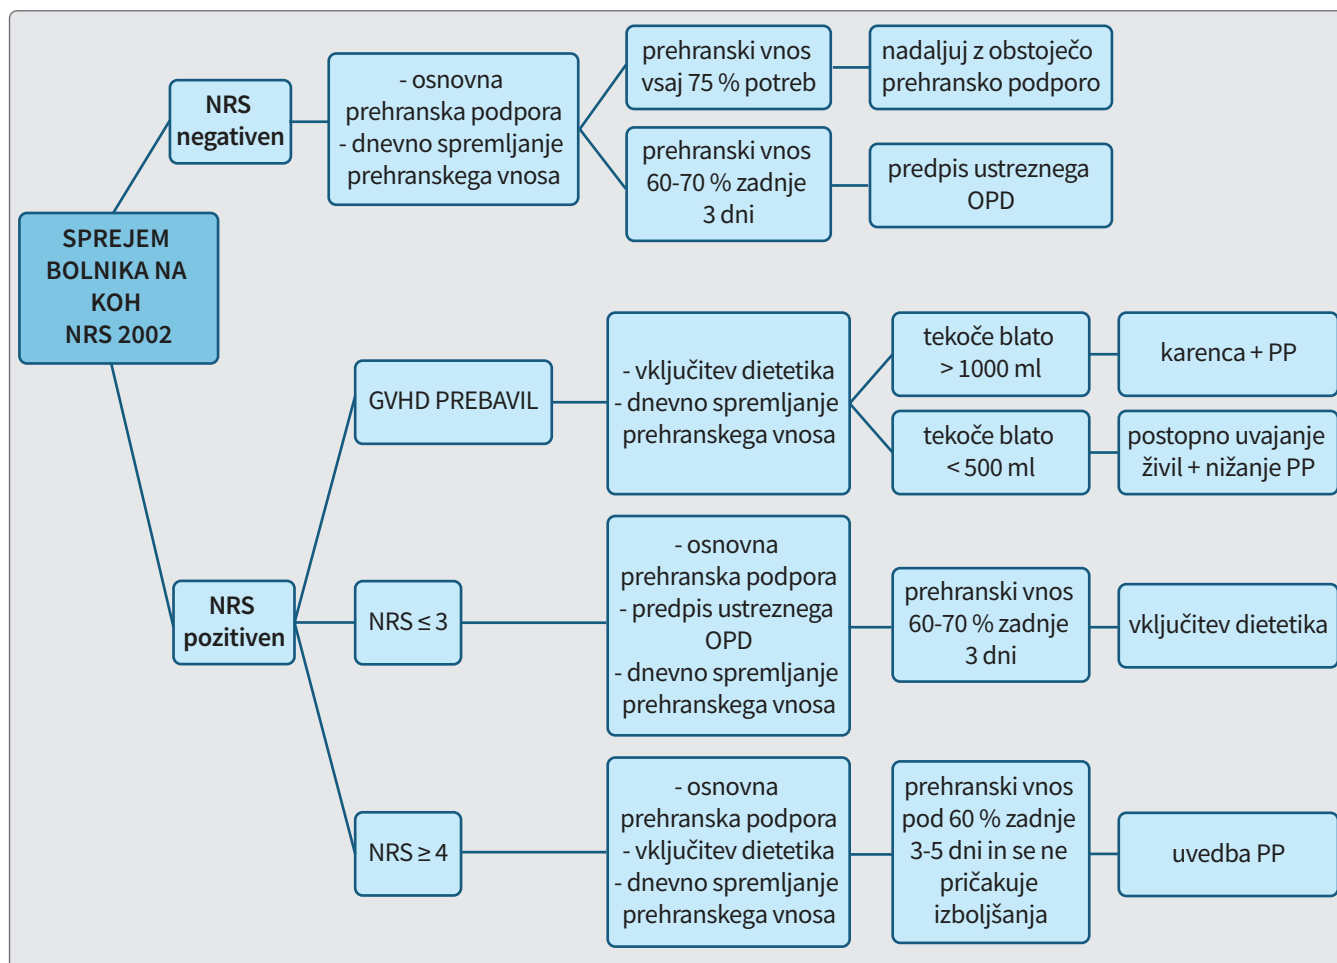 SPREJEM
BOLNIKA NA
KOH
NRS 2002
NRS
negativen
- osnovna
prehranska podpora
- dnevno spremljanje
prehranskega vnosa
prehranski vnos
vsaj 75 % potreb
nadaljuj z obstoječo
prehransko podporo
prehranski vnos
60-70 % zadnje
3 dni
predpis ustreznega
OPD
NRS
pozitiven
GVHD PREBAVIL
- vključitev dietetika
- dnevno spremljanje
prehranskega vnosa
tekoče blato
> 1000 ml
karenca + PP
tekoče blato
< 500 ml
postopno uvajanje
živil + nižanje PP
NRS ≤ 3
- osnovna
prehranska podpora
- predpis ustreznega
OPD
- dnevno spremljanje
prehranskega vnosa
prehranski vnos
60-70 % zadnje
3 dni
vključitev dietetika
NRS ≥ 4
- osnovna
prehranska podpora
- vključitev dietetika
- dnevno spremljanje
prehranskega vnosa
prehranski vnos
pod 60 % zadnje
3-5 dni in se ne
pričakuje
izboljšanja
uvedba PP